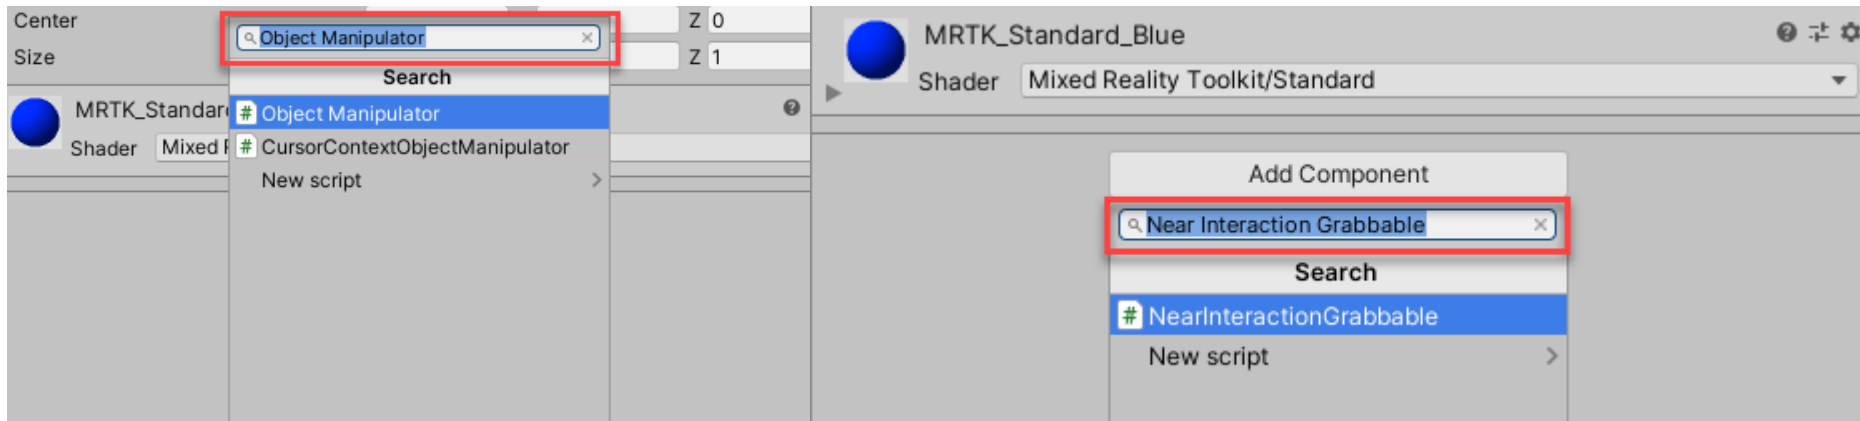 Center
Z 0
Size
Z 1
Object Manipulator
Search
Object Manipulator
CursorContextObjectManipulator
New script
MRTK_Standar
Shader Mixed
MRTK_Standard_Blue
Shader Mixed Reality Toolkit/Standard
Add Component
Near Interaction Grabbable
Search
NearInteractionGrabbable
New script